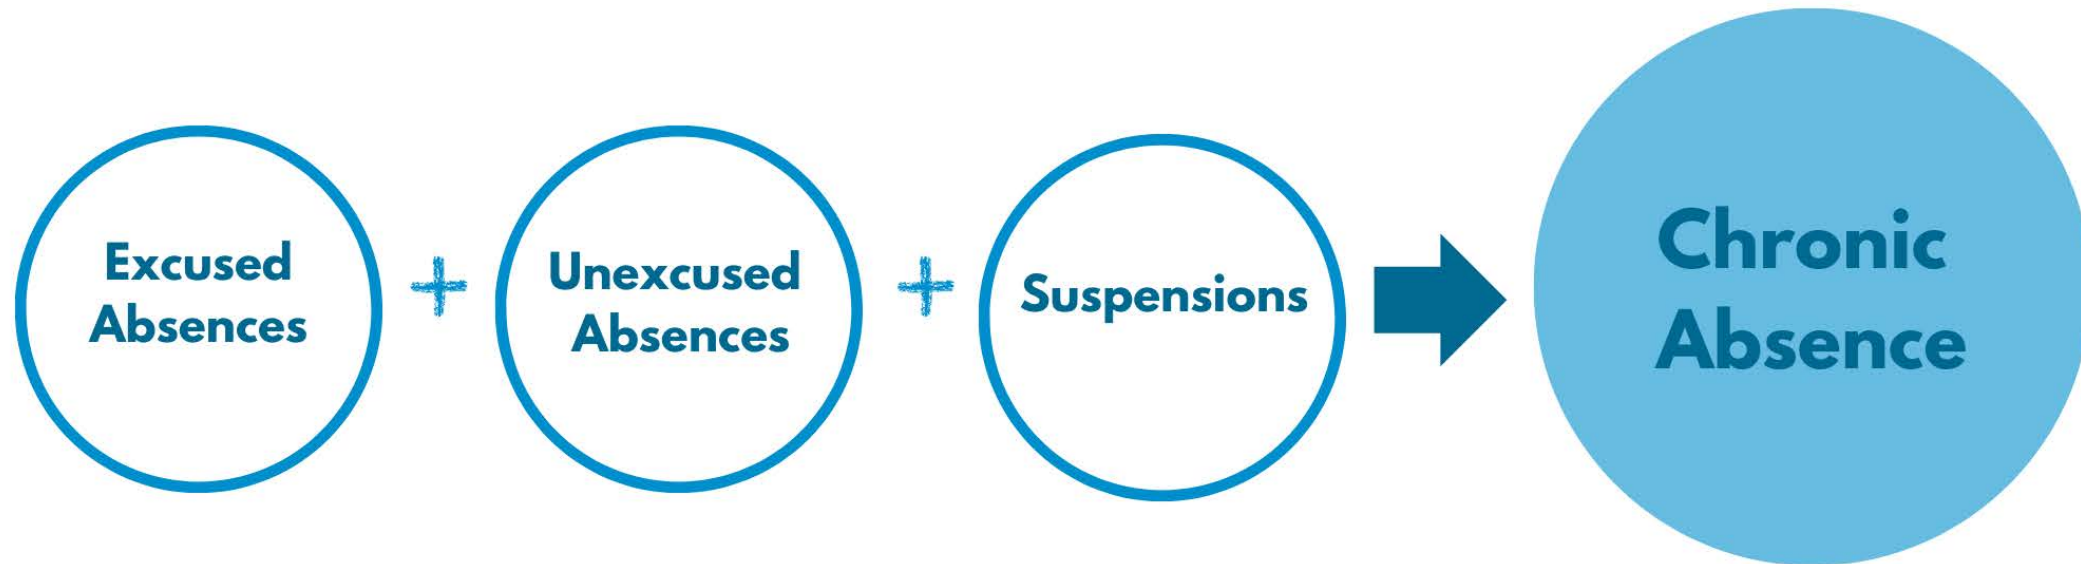 Excused
Absences
+
Unexcused
Absences
+
Suspensions
Chronic
Absence